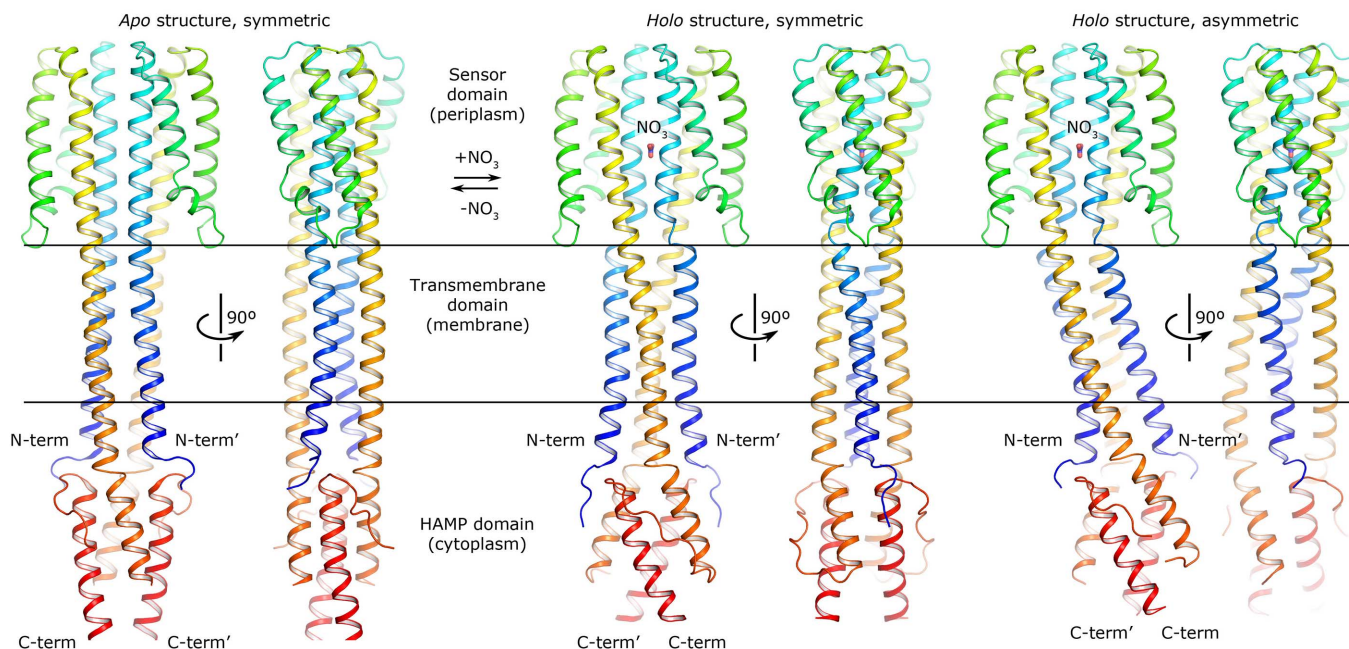 Apo structure, symmetric
Holo structure, symmetric
Holo structure, asymmetric
Sensor
domain
(periplasm)
+NO3
-NO3
NO3
NO3
Transmembrane
domain
(membrane)
90º
90º
90º
N-term
N-term′
N-term
N-term′
N-term
N-term′
HAMP domain
(cytoplasm)
C-term
C-term′
C-term′
C-term
C-term′
C-term